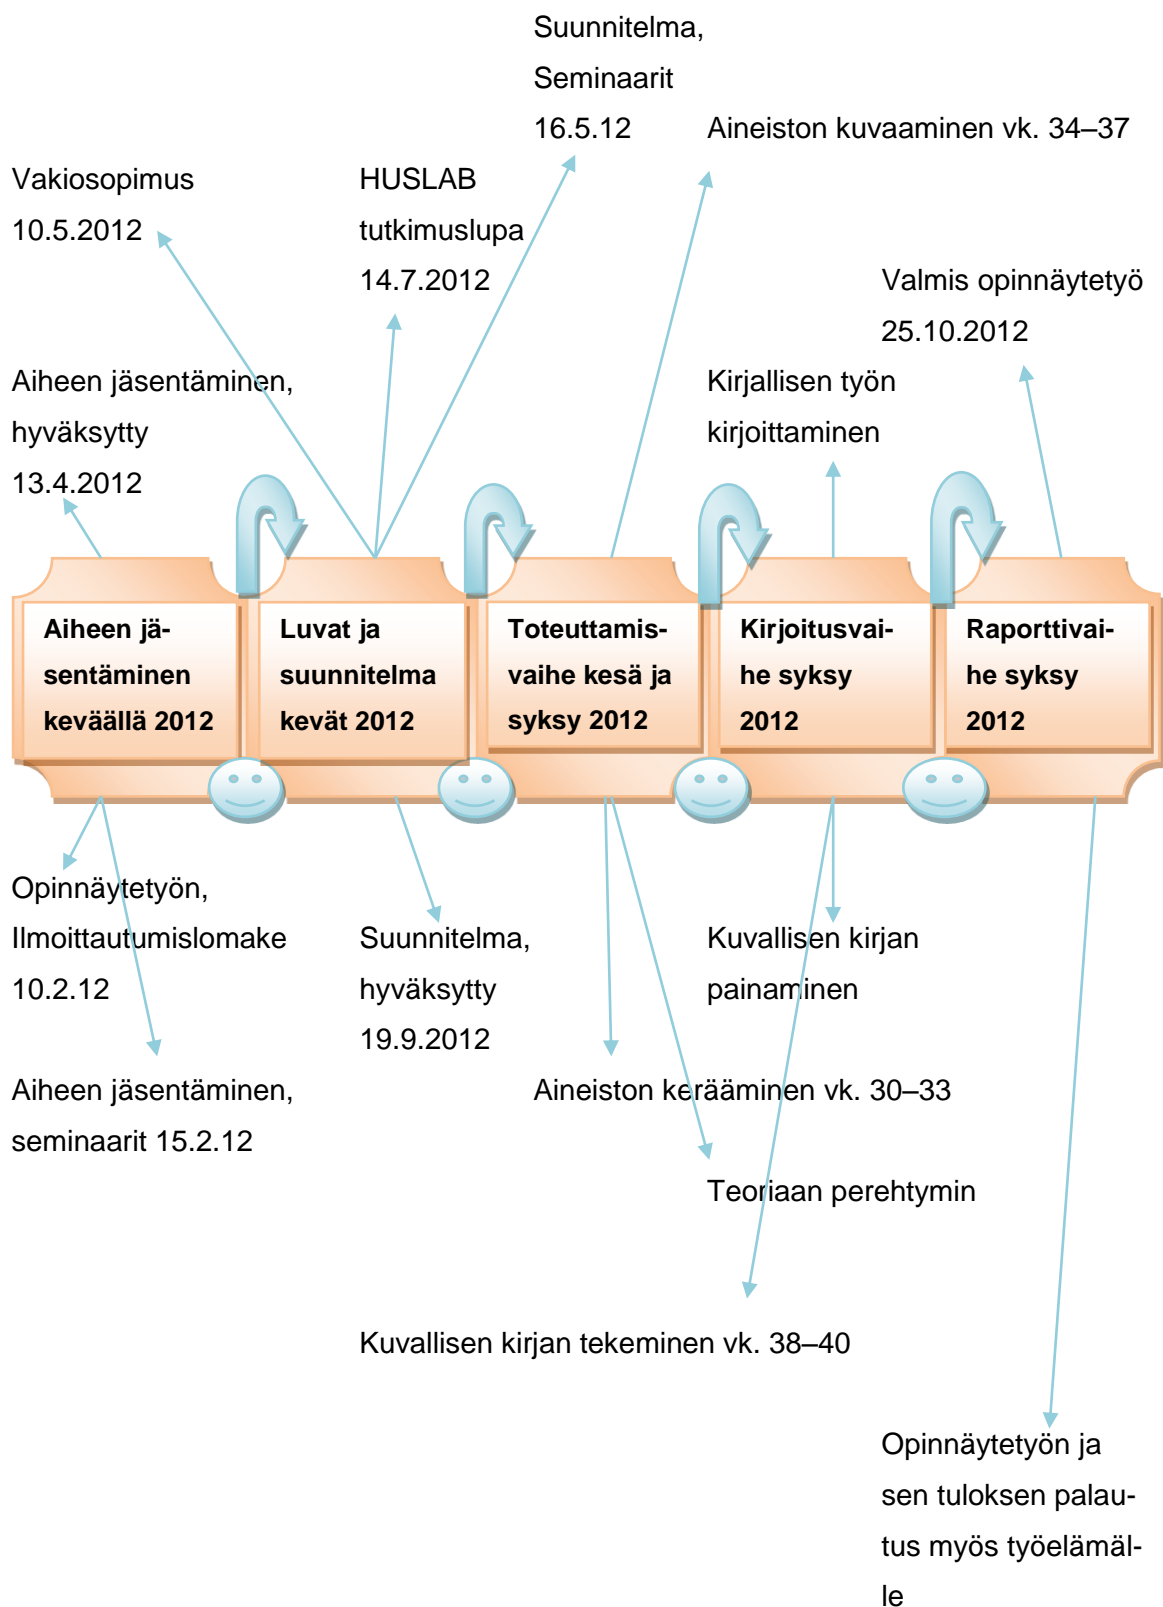 Suunnitelma,
Seminaarit
16.5.12
Aineiston kuvaaminen vk. 34–37
Vakiosopimus
10.5.2012
HUSLAB
tutkimuslupa
14.7.2012
Valmis opinnäytetyö
25.10.2012
Aiheen jäsentäminen,
hyväksytty
13.4.2012
Kirjallisen työn
kirjoittaminen
Aiheen jä-
sentäminen
keväällä 2012
Luvat ja
suunnitelma
kevät 2012
Toteuttamis-
vaihe kesä ja
syksy 2012
Kirjoitusvai-
he syksy
2012
Raporttivai-
he syksy
2012
Opinnäytetyön,
Ilmoittautumislomake
10.2.12
Suunnitelma,
hyväksytty
19.9.2012
Kuvallisen kirjan
painaminen
Aiheen jäsentäminen,
seminaarit 15.2.12
Aineiston kerääminen vk. 30–33
Teoriaan perehtymin
Kuvallisen kirjan tekeminen vk. 38–40
Opinnäytetyön ja
sen tuloksen palau-
tus myös työelämäl-
le